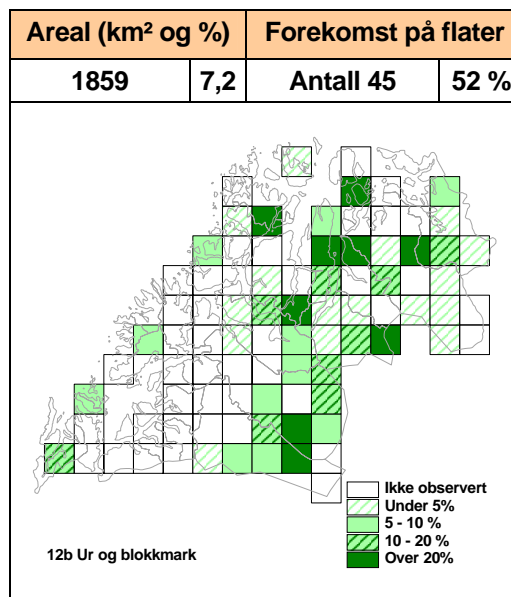 Areal (km² og %) Forekomst på flater
1859 7,2 Antall 45 52 %
Ikke observert
Under 5%
5 - 10 %
10 - 20 %
Over 20%
12b Ur og blokkmark